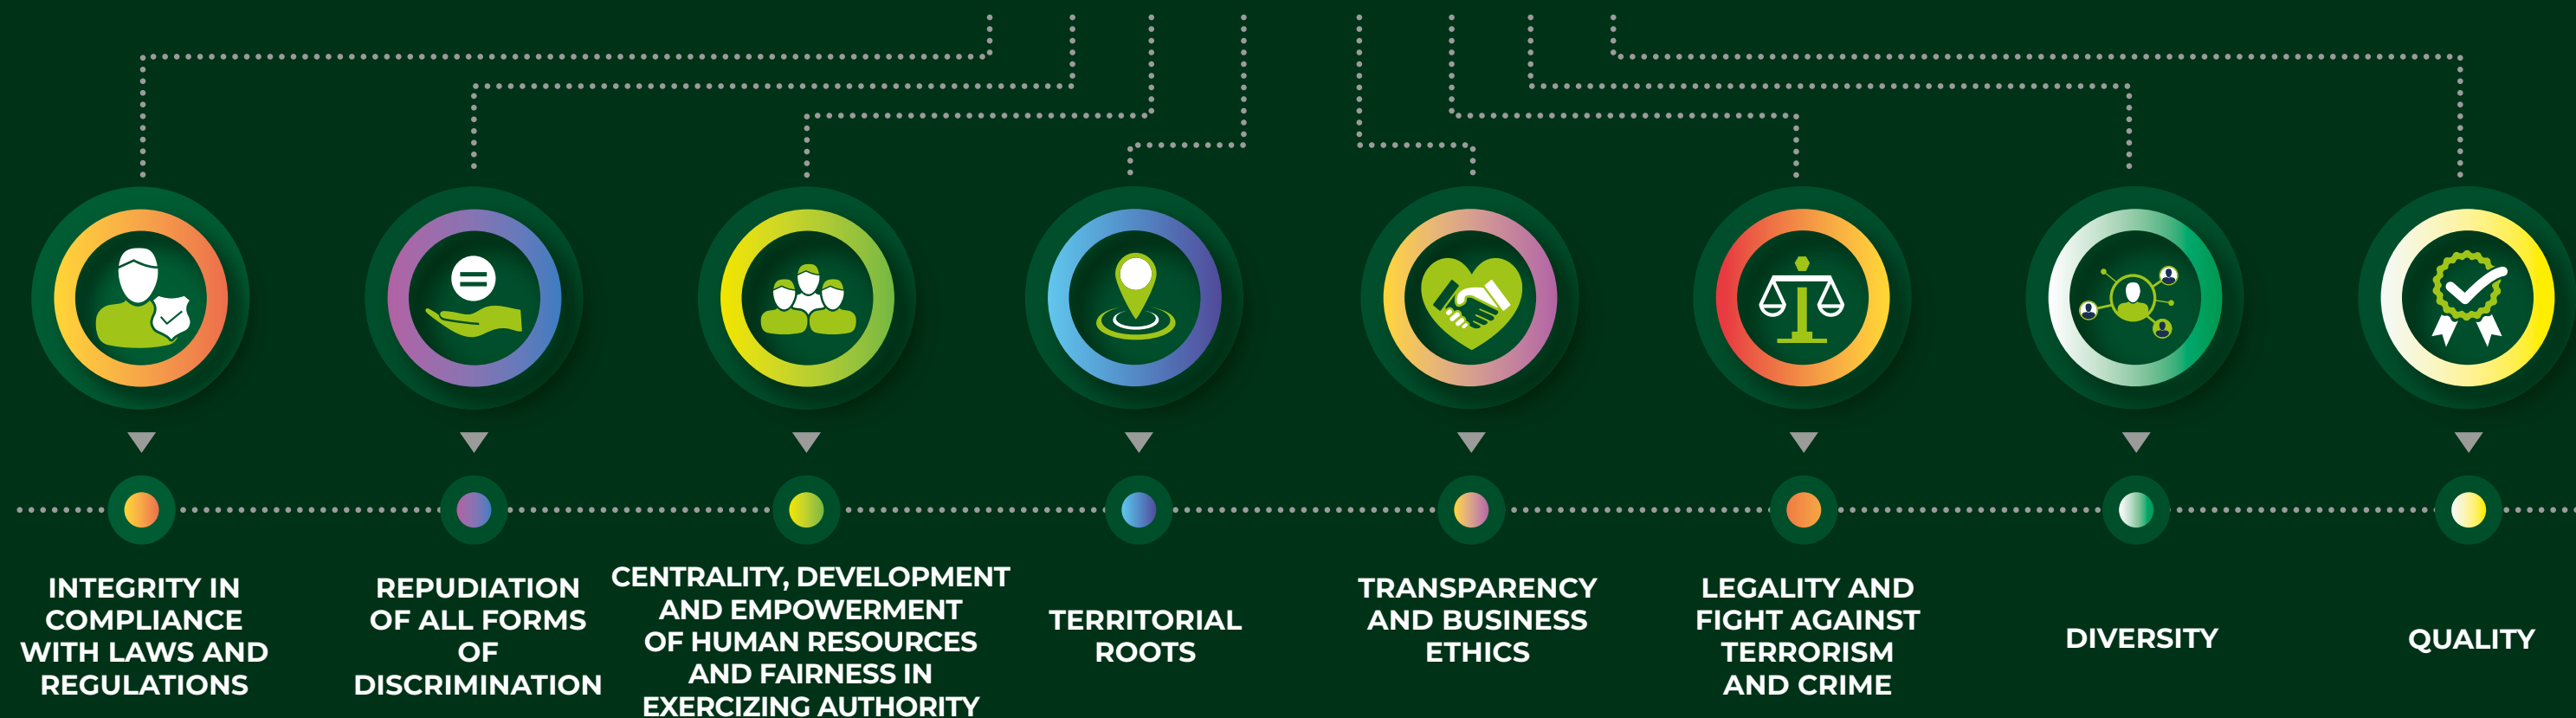 INTEGRITY IN
COMPLIANCE
WITH LAWS AND
REGULATIONS
REPUDIATION
OF ALL FORMS
OF
DISCRIMINATION
CENTRALITY, DEVELOPMENT
AND EMPOWERMENT
OF HUMAN RESOURCES
AND FAIRNESS IN
EXERCIZING AUTHORITY
TERRITORIAL
ROOTS
TRANSPARENCY
AND BUSINESS
ETHICS
LEGALITY AND
FIGHT AGAINST
TERRORISM
AND CRIME
DIVERSITY
QUALITY